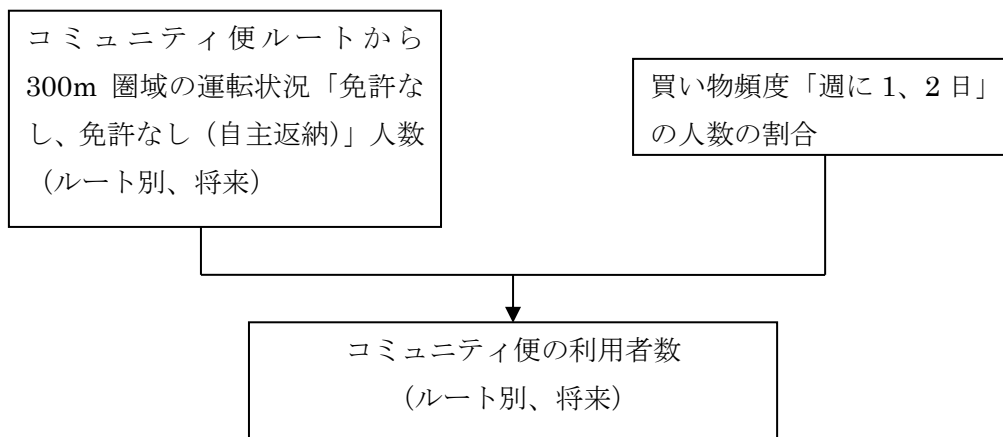 コミュニティ便ルートから
300m 圏域の運転状況「免許な
し、免許なし（自主返納）」人数
（ルート別、将来）
買い物頻度「週に 1、2 日」
の人数の割合
コミュニティ便の利用者数
（ルート別、将来）